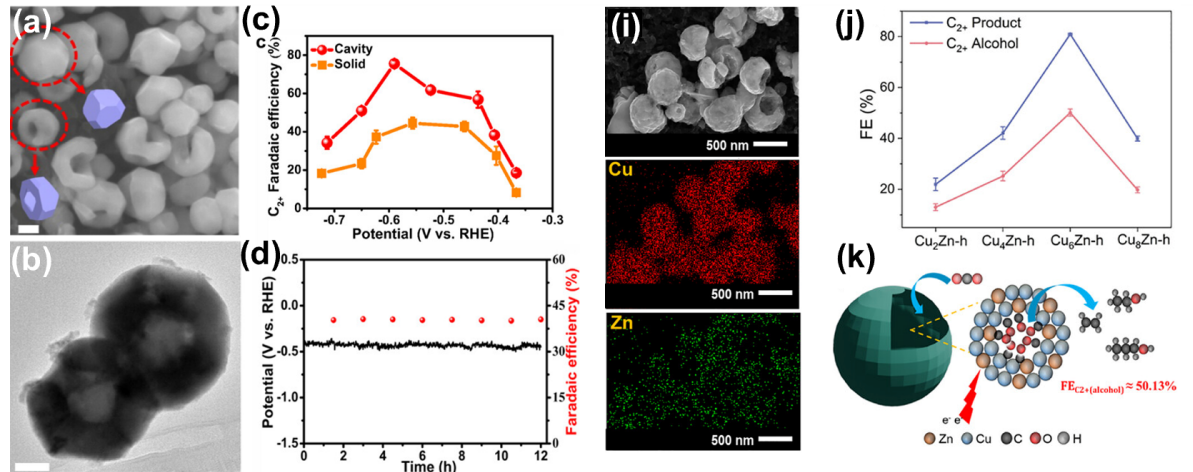 (a)
(b)
(c)
c
C2+ Faradaic efficiency (%)
80
60
40
20
0
Cavity
Solid
-0.7
-0.6
-0.5
-0.4
-0.3
Potential (V vs. RHE)
(d)
Potential (V vs. RHE)
0.5
0.0
-0.5
-1.0
-1.5
0
2
4
6
8
10
12
Time (h)
60
50
40
30
20
10
0
Faradaic efficiency (%)
(i)
500 nm
Cu
500 nm
Zn
500 nm
(j)
FE (%)
80
60
40
20
C2+ Product
C2+ Alcohol
Cu2Zn-h
Cu4Zn-h
Cu6Zn-h
Cu8Zn-h
(k)
FEC2+(alcohol) ≈ 50.13%
e- e
Zn Cu C O H